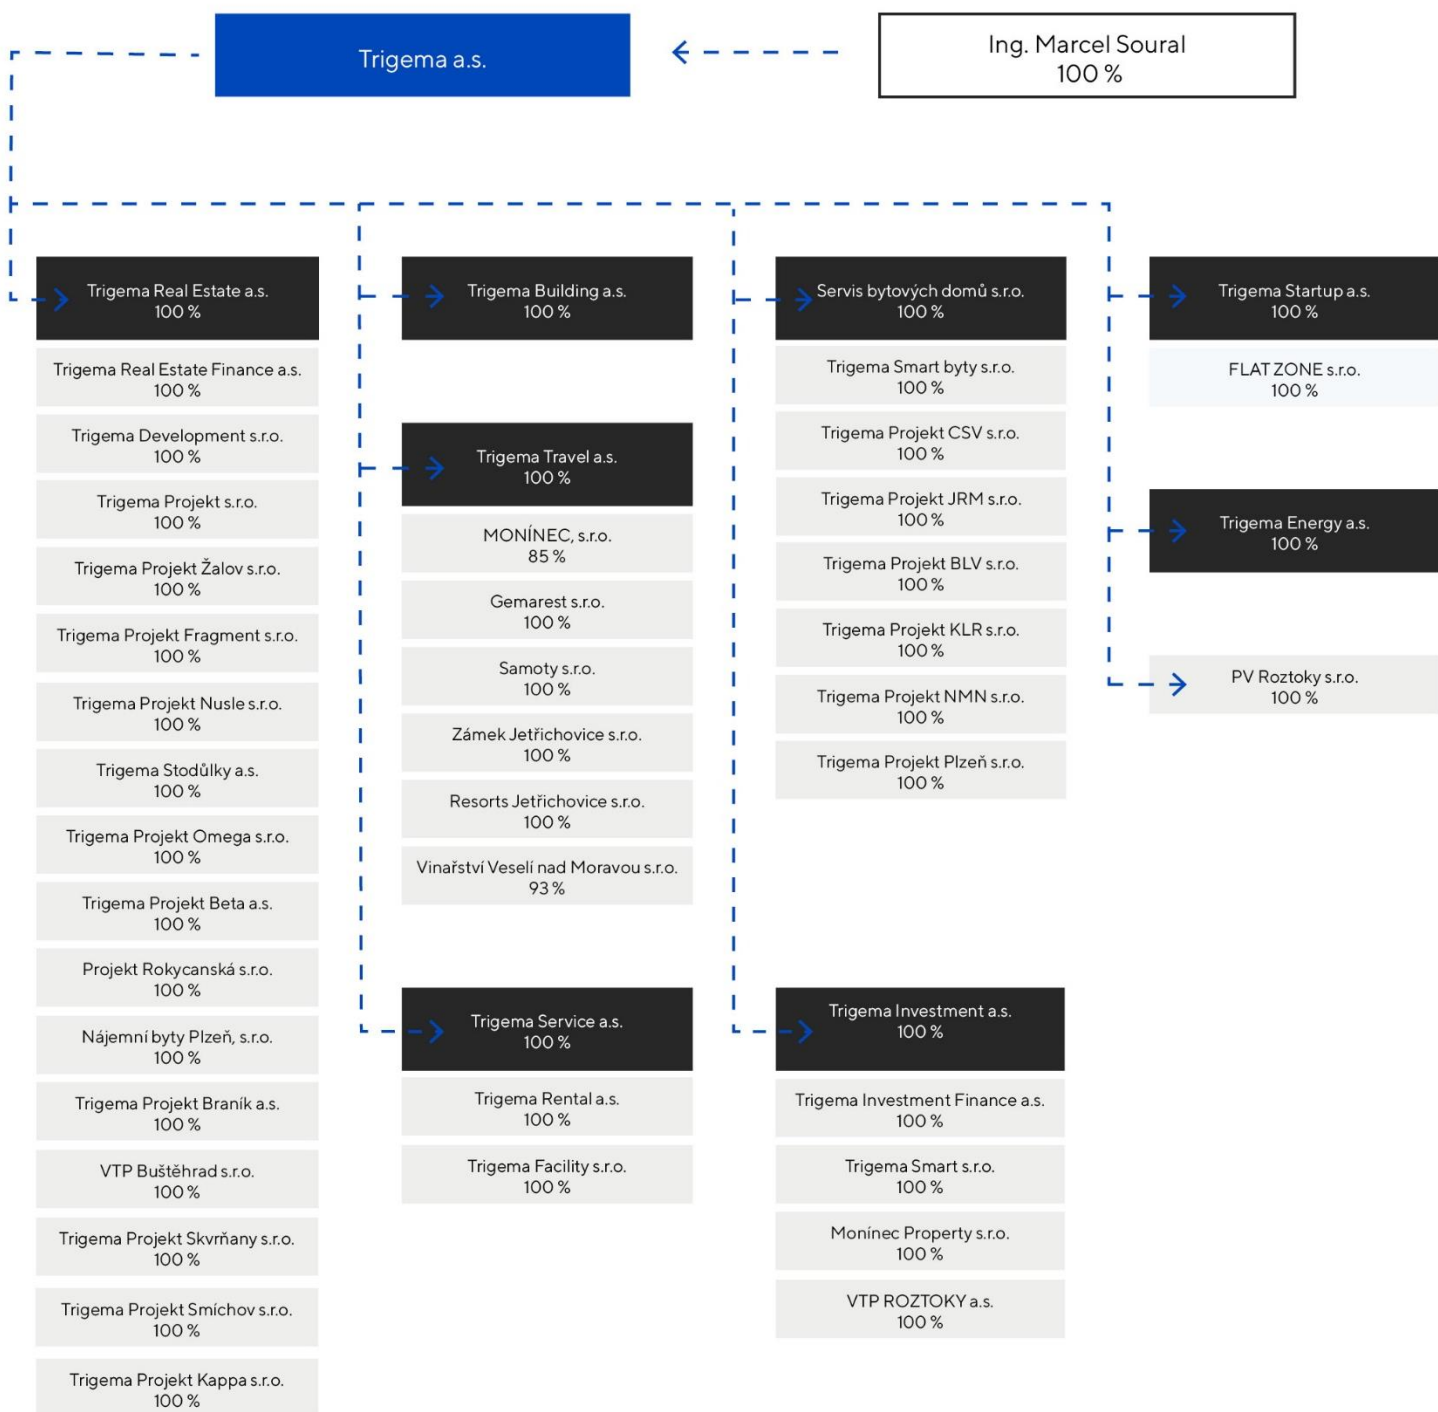 Trigema a.s.
Ing. Marcel Soural
100 %
Trigema Real Estate a.s.
100 %
Trigema Real Estate Finance a.s.
100 %
Trigema Development s.r.o.
100 %
Trigema Projekt s.r.o.
100 %
Trigema Projekt Žalov s.r.o.
100 %
Trigema Projekt Fragment s.r.o.
100 %
Trigema Projekt Nusle s.r.o.
100 %
Trigema Stodůlky a.s.
100 %
Trigema Projekt Omega s.r.o.
100 %
Trigema Projekt Beta a.s.
100 %
Projekt Rokycanská s.r.o.
100 %
Nájemní byty Plzeň, s.r.o.
100 %
Trigema Projekt Braník a.s.
100 %
VTP Buštěhrad s.r.o.
100 %
Trigema Projekt Skvrňany s.r.o.
100 %
Trigema Projekt Smíchov s.r.o.
100 %
Trigema Projekt Kappa s.r.o.
100 %
Trigema Building a.s.
100 %
Trigema Travel a.s.
100 %
MONÍNEC, s.r.o.
85 %
Gemarest s.r.o.
100 %
Samoty s.r.o.
100 %
Zámek Jetřichovice s.r.o.
100 %
Resorts Jetřichovice s.r.o.
100 %
Vinařství Veselí nad Moravou s.r.o.
93 %
Trigema Service a.s.
100 %
Trigema Rental a.s.
100 %
Trigema Facility s.r.o.
100 %
Servis bytových domů s.r.o.
100 %
Trigema Smart byty s.r.o.
100 %
Trigema Projekt CSV s.r.o.
100 %
Trigema Projekt JRM s.r.o.
100 %
Trigema Projekt BLV s.r.o.
100 %
Trigema Projekt KLR s.r.o.
100 %
Trigema Projekt NMN s.r.o.
100 %
Trigema Projekt Plzeň s.r.o.
100 %
Trigema Investment a.s.
100 %
Trigema Investment Finance a.s.
100 %
Trigema Smart s.r.o.
100 %
Monínec Property s.r.o.
100 %
VTP ROZTOKY a.s.
100 %
Trigema Startup a.s.
100 %
FLAT ZONE s.r.o.
100 %
Trigema Energy a.s.
100 %
PV Roztoky s.r.o.
100 %